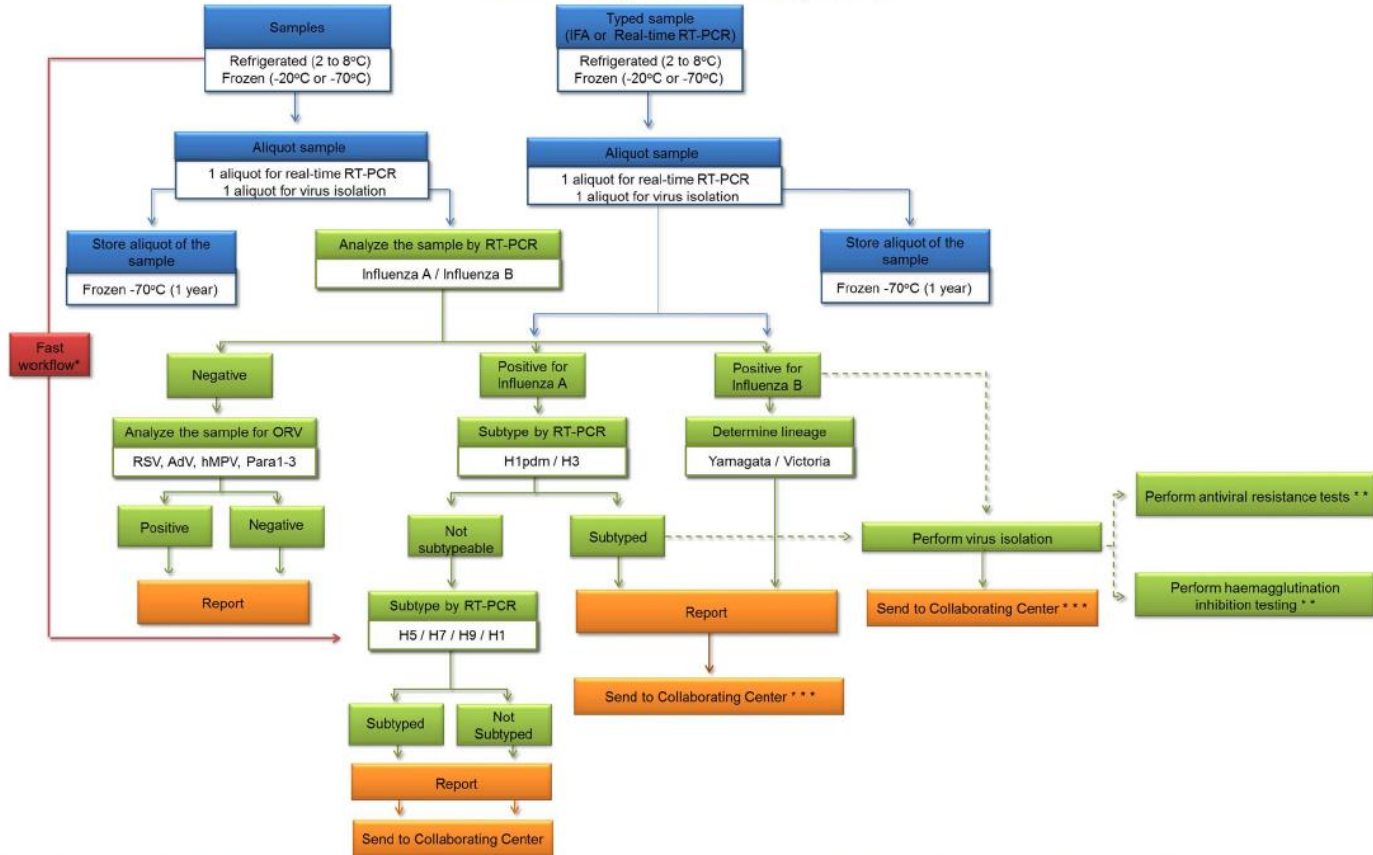 Samples
Refrigerated (2 to 8ºC)
Frozen (-20ºC or -70ºC)
Typed sample
(IFA or Real-time RT-PCR)
Refrigerated (2 to 8ºC)
Frozen (-20ºC or -70ºC)
Aliquot sample
1 aliquot for real-time RT-PCR
1 aliquot for virus isolation
Aliquot sample
1 aliquot for real-time RT-PCR
1 aliquot for virus isolation
Store aliquot of the
sample
Frozen -70ºC (1 year)
Analyze the sample by RT-PCR
Influenza A / Influenza B
Store aliquot of the
sample
Frozen -70ºC (1 year)
Fast
workflow*
Negative
Positive for
Influenza A
Positive for
Influenza B
Analyze the sample for ORV
RSV, AdV, hMPV, Para1-3
Subtype by RT-PCR
H1pdm / H3
Determine lineage
Yamagata / Victoria
Positive
Negative
Not
subtypeable
Subtyped
Perform virus isolation
Perform antiviral resistance tests * *
Perform haemagglutination
inhibition testing * *
Report
Subtype by RT-PCR
H5 / H7 / H9 / H1
Report
Send to Collaborating Center * * *
Send to Collaborating Center * * *
Subtyped
Not
Subtyped
Report
Send to Collaborating Center